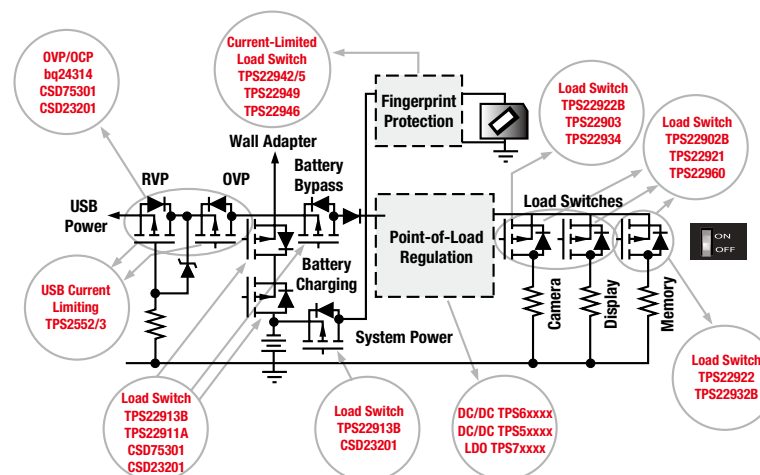 OVP/OCP
bq24314
CSD75301
CSD23201
Current-Limited
Load Switch
TPS22942/5
TPS22949
TPS22946
Fingerprint
Protection
Load Switch
TPS22922B
TPS22903
TPS22934
Load Switch
TPS22902B
TPS22921
TPS22960
Wall Adapter
RVP
OVP
Battery
Bypass
USB
Power
Load Switches
ON
OFF
Point-of-Load
Regulation
Battery
Charging
USB Current
Limiting
TPS2552/3
System Power
Camera
Display
Memory
Load Switch
TPS22913B
TPS22911A
CSD75301
CSD23201
Load Switch
TPS22913B
CSD23201
DC/DC TPS6xxxx
DC/DC TPS5xxxx
LDO TPS7xxxx
Load Switch
TPS22922
TPS22932B